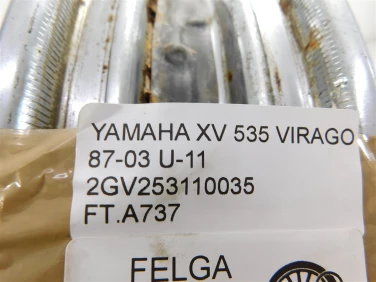 YAMAHA XV 535 VIRAGO
87-03 U-11
2GV253110035
FT.A737
FELGA